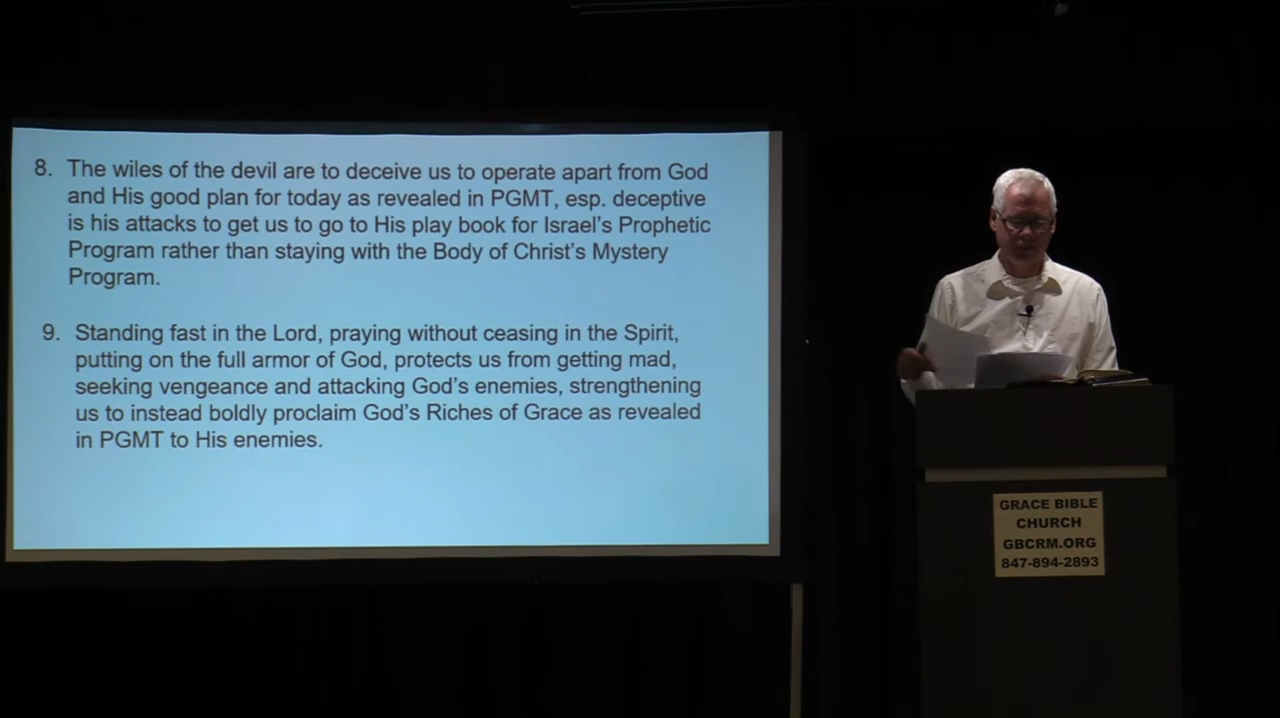 8. The wiles of the devil are to deceive us to operate apart from God
and His good plan for today as revealed in PGMT, esp. deceptive
is his attacks to get us to go to His play book for Israel's Prophetic
Program rather than staying with the Body of Christ's Mystery
Program.
9. Standing fast in the Lord, praying without ceasing in the Spirit,
putting on the full armor of God, protects us from getting mad,
seeking vengeance and attacking God's enemies, strengthening
us to instead boldly proclaim God's Riches of Grace as revealed
in PGMT to His enemies.
GRACE BIBLE
CHURCH
GBCRM.ORG
847-894-2893